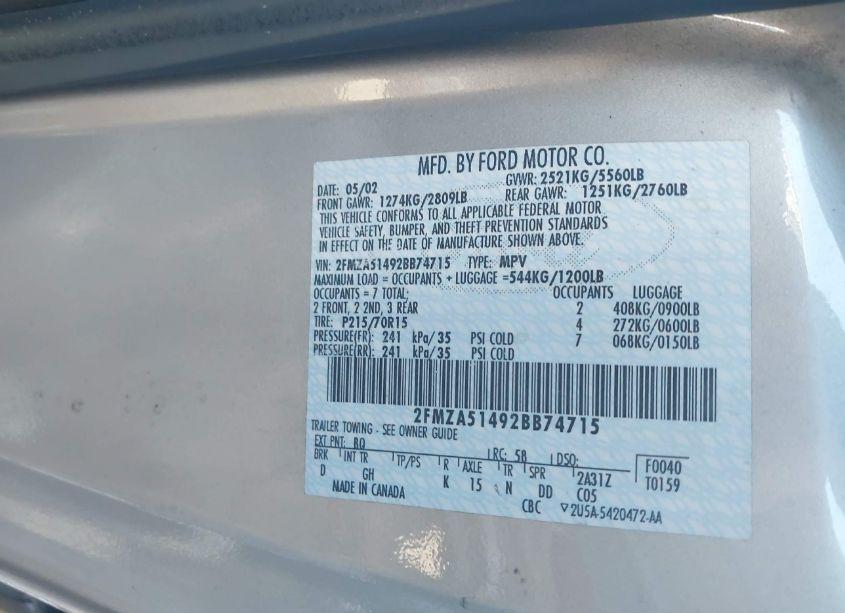 MFD. BY FORD MOTOR CO.
DATE: 05/02 GVWR: 2521KG/5560LB
FRONT GAWR: 1274KG/2809LB REAR GAWR: 1251KG/2760LB
THIS VEHICLE CONFORMS TO ALL APPLICABLE FEDERAL MOTOR
VEHICLE SAFETY, BUMPER, AND THEFT PREVENTION STANDARDS
IN EFFECT ON THE DATE OF MANUFACTURE SHOWN ABOVE.
VIN: 2FMZA51492BB74715 TYPE: MPV
MAXIMUM LOAD = OCCUPANTS + LUGGAGE =544KG/1200LB
OCCUPANTS = 7 TOTAL: OCCUPANTS LUGGAGE
2 FRONT, 2 2ND, 3 REAR 2 408KG/0900LB
TIRE: P215/70R15 4 272KG/0600LB
PRESSURE(FR): 241 kPa/35 PSI COLD 7 068KG/0150LB
PRESSURE(RR): 241 kPa/35 PSI COLD
2FMZA51492BB74715
TRAILER TOWING - SEE OWNER GUIDE
EXT PNT: BQ RC: 58 DSO: F0040
BRK INT TR TP/PS R AXLE TR SPR 2A31Z T0159
D GH K 15 N DD C05
MADE IN CANADA CBC ▽2U5A-5420472-AA